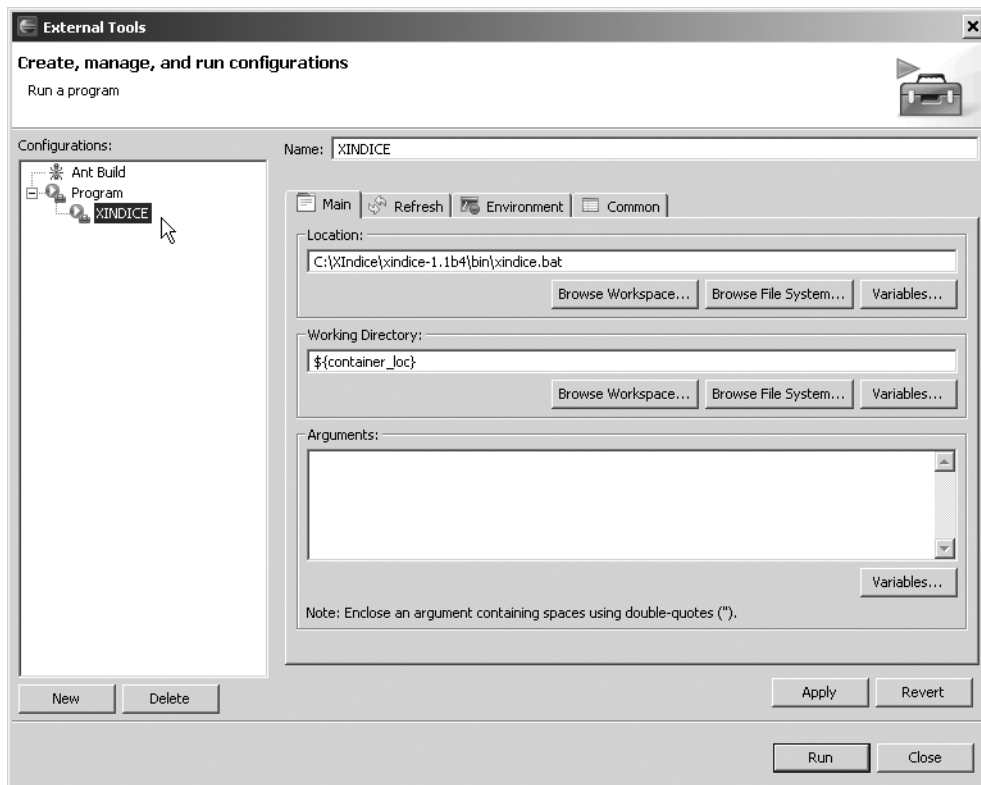 External Tools
Create, manage, and run configurations
Run a program
Configurations:
Ant Build
Program
XINDICE
New
Delete
Name: XINDICE
Main
Refresh
Environment
Common
Location:
C:\XIndice\xindice-1.1b4\bin\xindice.bat
Browse Workspace... Browse File System... Variables...
Working Directory:
${container_loc}
Browse Workspace... Browse File System... Variables...
Arguments:
Variables...
Note: Enclose an argument containing spaces using double-quotes (").
Apply Revert
Run Close